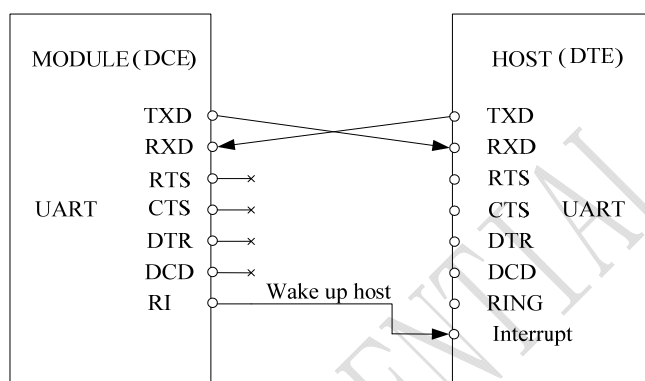 MODULE(DCE)
HOST(DTE)
TXD
TXD
RXD
RXD
RTS
RTS
UART
CTS
CTS
UART
DTR
DTR
DCD
DCD
RI
Wake up host
RING
Interrupt
ENTIAL